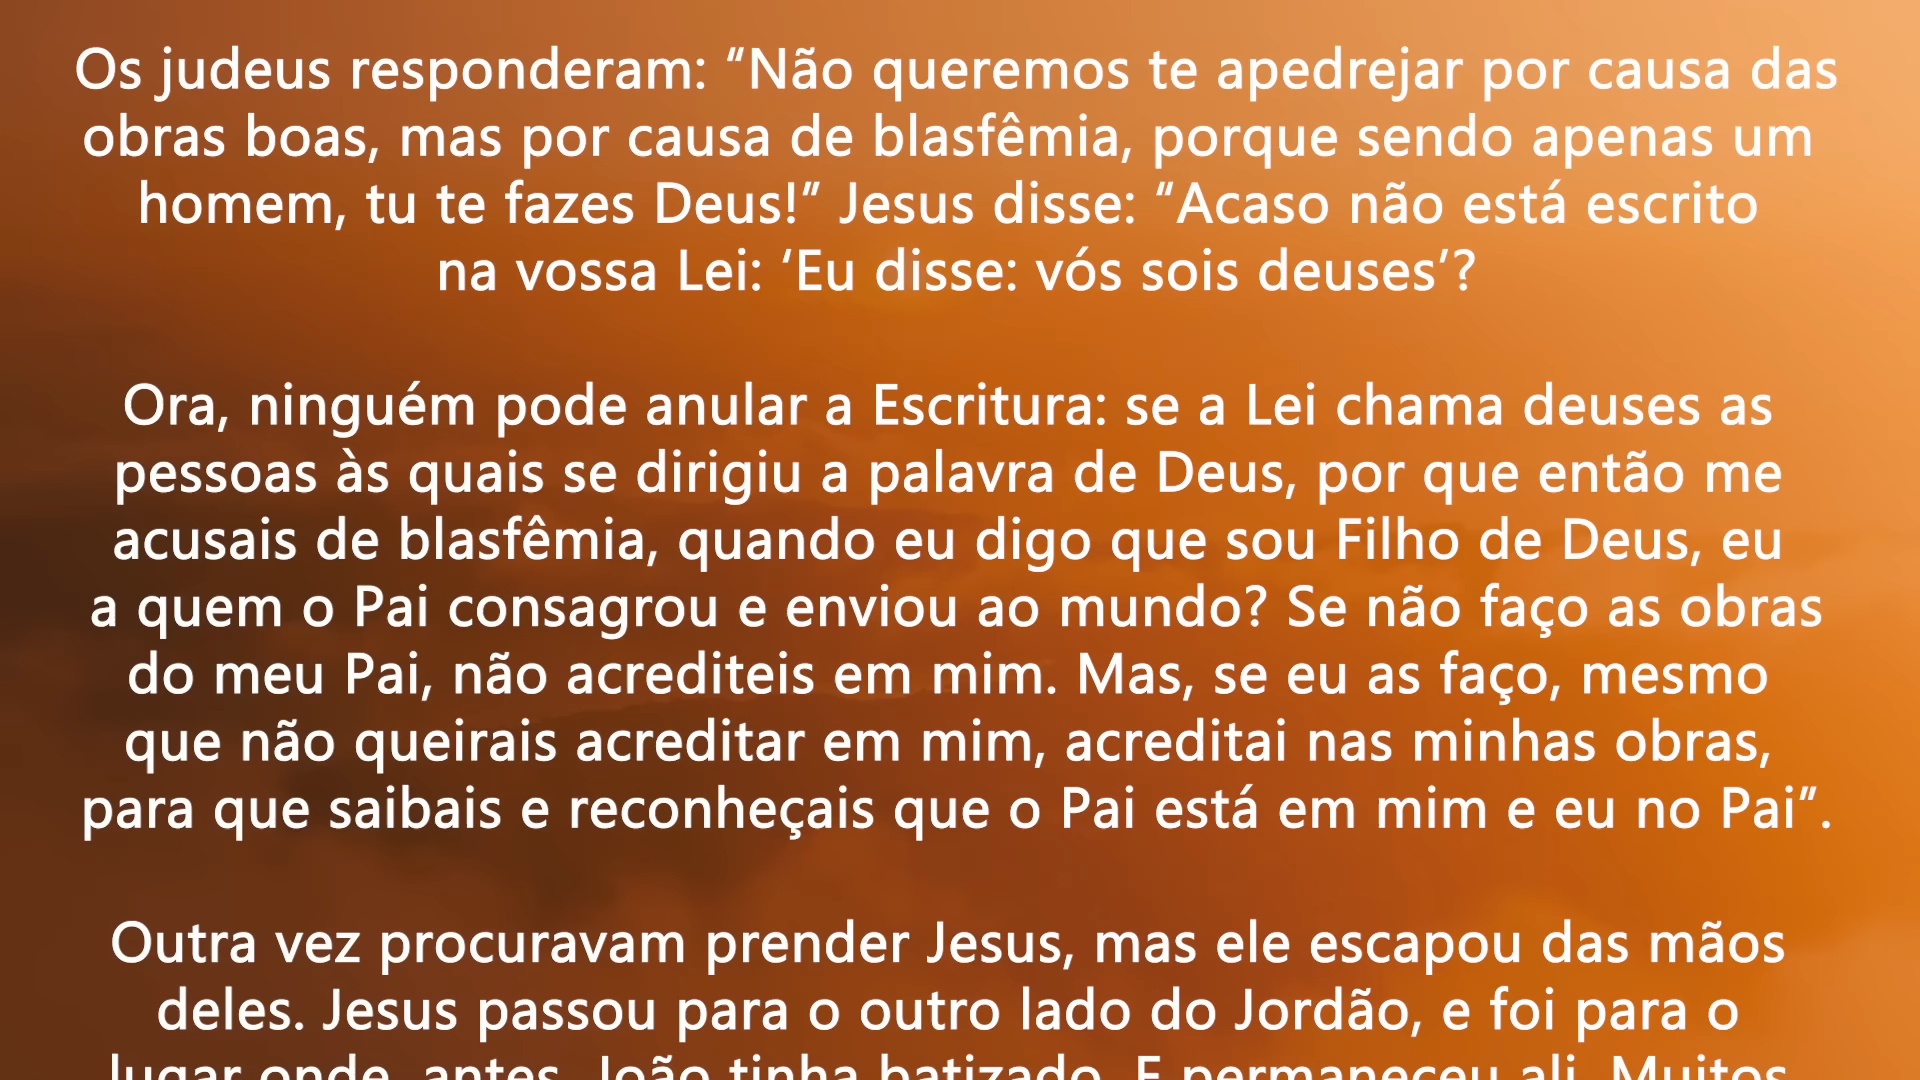 Os judeus responderam: “Não queremos te apedrejar por causa das
obras boas, mas por causa de blasfêmia, porque sendo apenas um
homem, tu te fazes Deus!” Jesus disse: “Acaso não está escrito
na vossa Lei: ‘Eu disse: vós sois deuses’?
Ora, ninguém pode anular a Escritura: se a Lei chama deuses as
pessoas às quais se dirigiu a palavra de Deus, por que então me
acusais de blasfêmia, quando eu digo que sou Filho de Deus, eu
a quem o Pai consagrou e enviou ao mundo? Se não faço as obras
do meu Pai, não acrediteis em mim. Mas, se eu as faço, mesmo
que não queirais acreditar em mim, acreditai nas minhas obras,
para que saibais e reconheçais que o Pai está em mim e eu no Pai”.
Outra vez procuravam prender Jesus, mas ele escapou das mãos
deles. Jesus passou para o outro lado do Jordão, e foi para o
lugar onde, antes, João tinha batizado. E permaneceu ali. Muitos